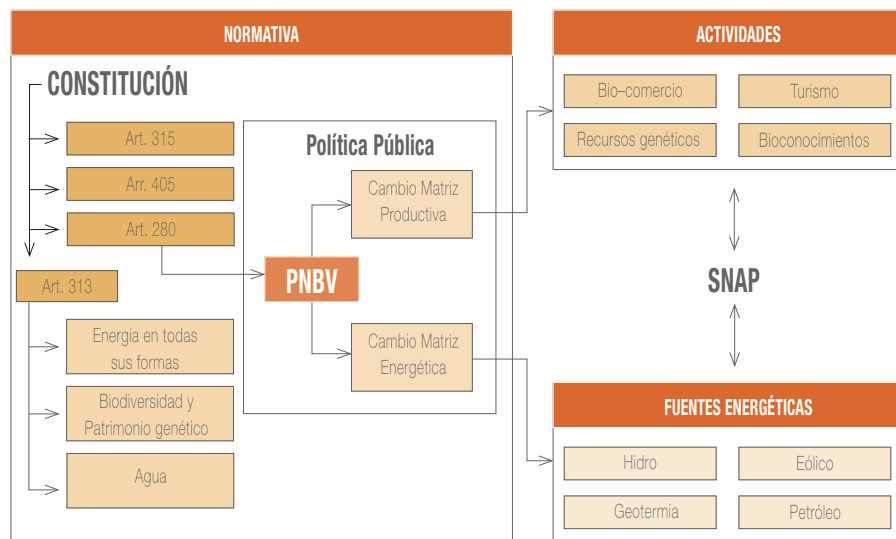 NORMATIVA
CONSTITUCIÓN
Art. 315
Arr. 405
Art. 280
Art. 313
Energía en todas
sus formas
Biodiversidad y
Patrimonio genético
Agua
Política Pública
Cambio Matriz
Productiva
PNBV
Cambio Matriz
Energética
ACTIVIDADES
Bio–comercio
Turismo
Recursos genéticos
Bioconocimientos
SNAP
FUENTES ENERGÉTICAS
Hidro
Eólico
Geotermia
Petróleo